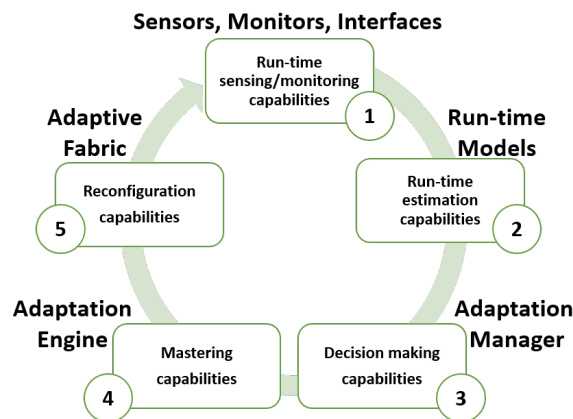 Sensors, Monitors, Interfaces
Run-time
sensing/monitoring
capabilities
1
Run-time
Models
Run-time
estimation
capabilities
2
Adaptation
Manager
Decision making
capabilities
3
Adaptation
Engine
Mastering
capabilities
4
Adaptive
Fabric
Reconfiguration
capabilities
5